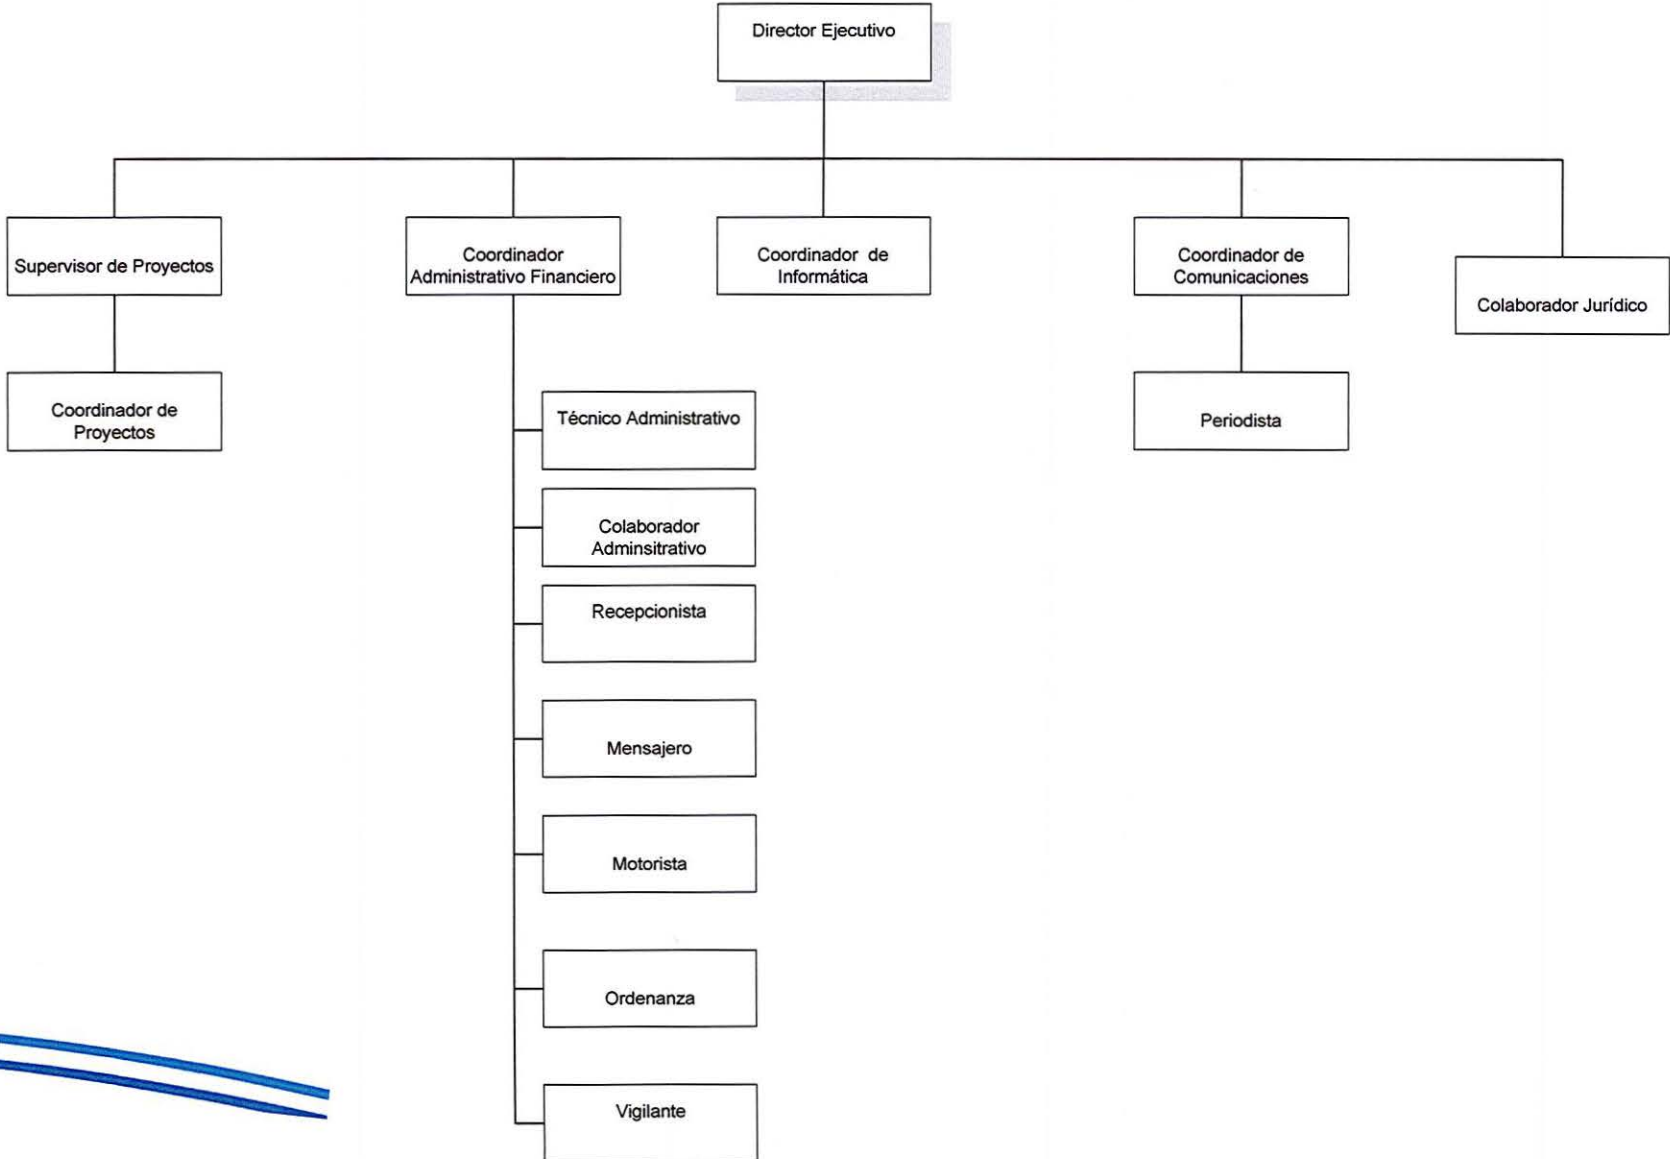 Director Ejecutivo
Supervisor de Proyectos
Coordinador
Administrativo Financiero
Coordinador de
Informática
Coordinador de
Comunicaciones
Colaborador Jurídico
Coordinador de
Proyectos
Periodista
Técnico Administrativo
Colaborador
Adminsitrativo
Recepcionista
Mensajero
Motorista
Ordenanza
Vigilante